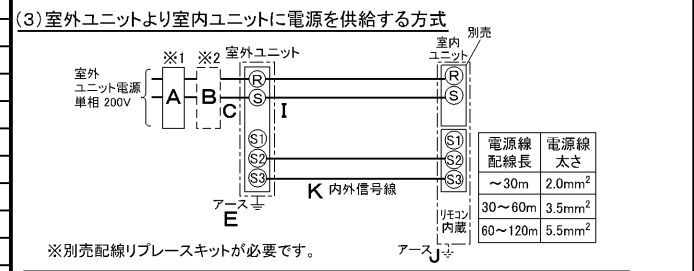 (3)室外ユニットより室内ユニットに電源を供給する方式
※1 ※2 室外ユニット
室内
ユニット
別売
室外
ユニット電源
単相 200V
A B C I
R S S1 S2 S3
R S S1 S2 S3
K 内外信号線
アース
E
リモコン
内蔵
アース J
※別売配線リプレースキットが必要です。
電源線配線長 電源線太さ
～30m 2.0mm²
30～60m 3.5mm²
60～120m 5.5mm²